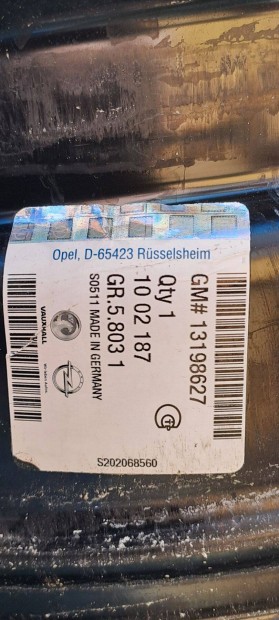 Opel, D-65423 Rüsselsheim
GM# 13198627
Qty 1
10 02 187
GR.5.803 1
S0511 MADE IN GERMANY
VAUXHALL
S202068560